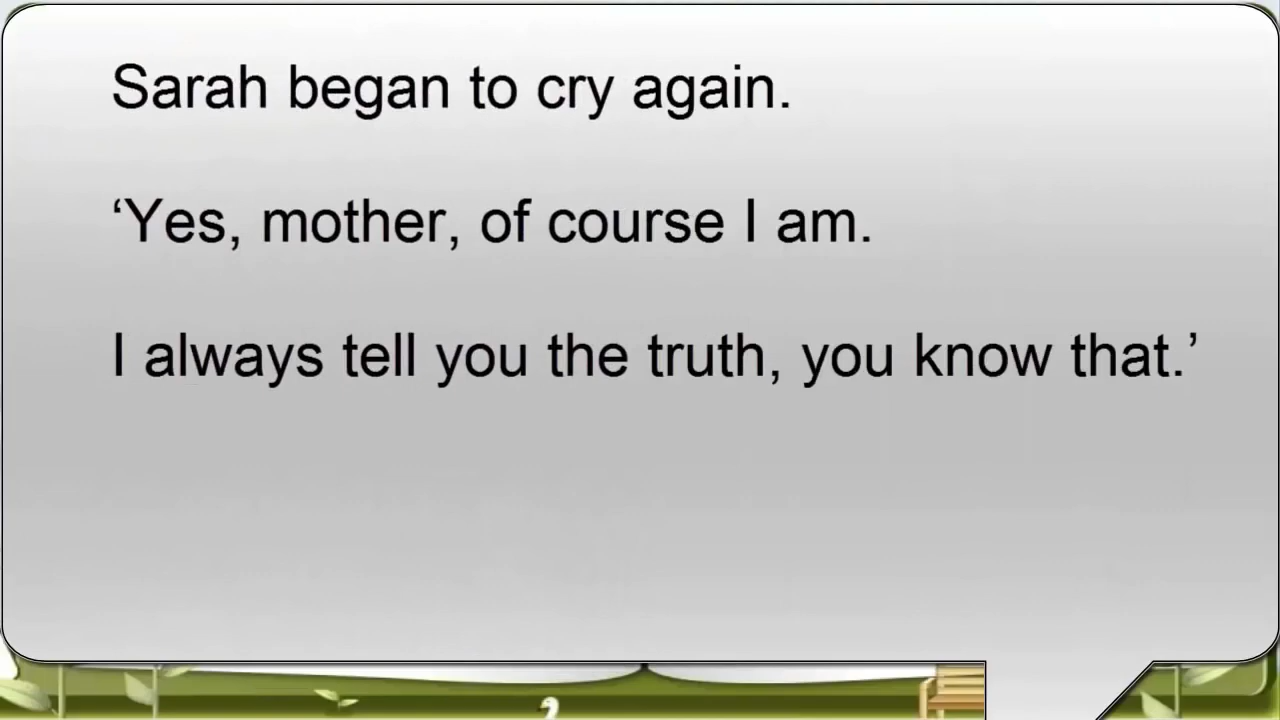 Sarah began to cry again.
‘Yes, mother, of course I am.
I always tell you the truth, you know that.’